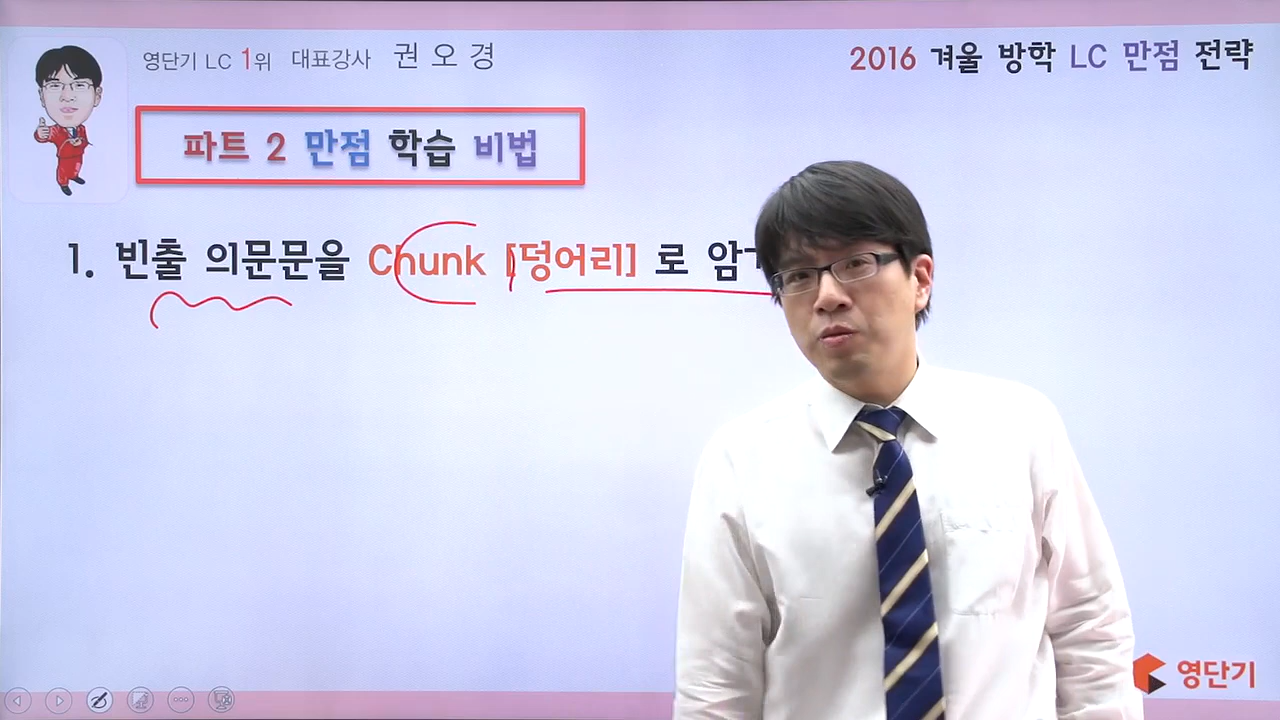 영단기 LC 1위 대표강사 권 오 경
2016 겨울 방학 LC 만점 전략
파트 2 만점 학습 비법
1. 빈출 의문문을 Chunk [덩어리] 로
영단기